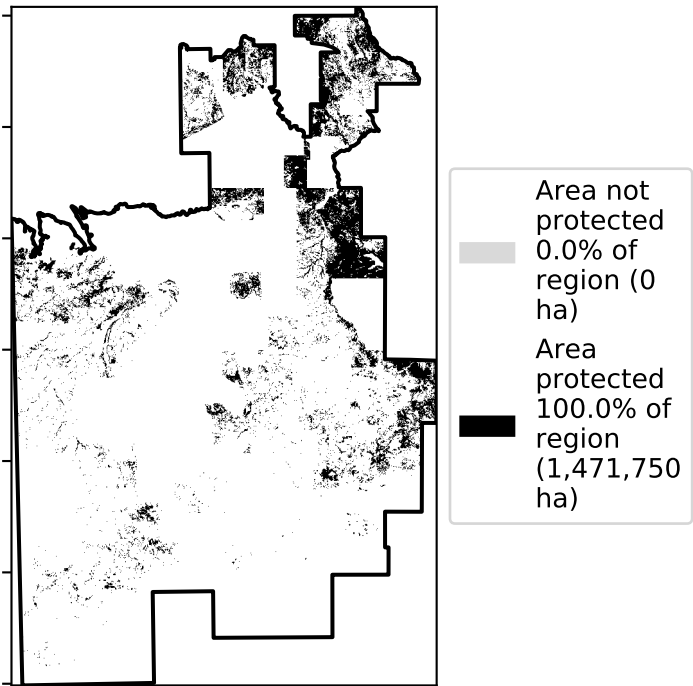 Area not
protected
0.0% of
region (0
ha)
Area
protected
100.0% of
region
(1,471,750
ha)